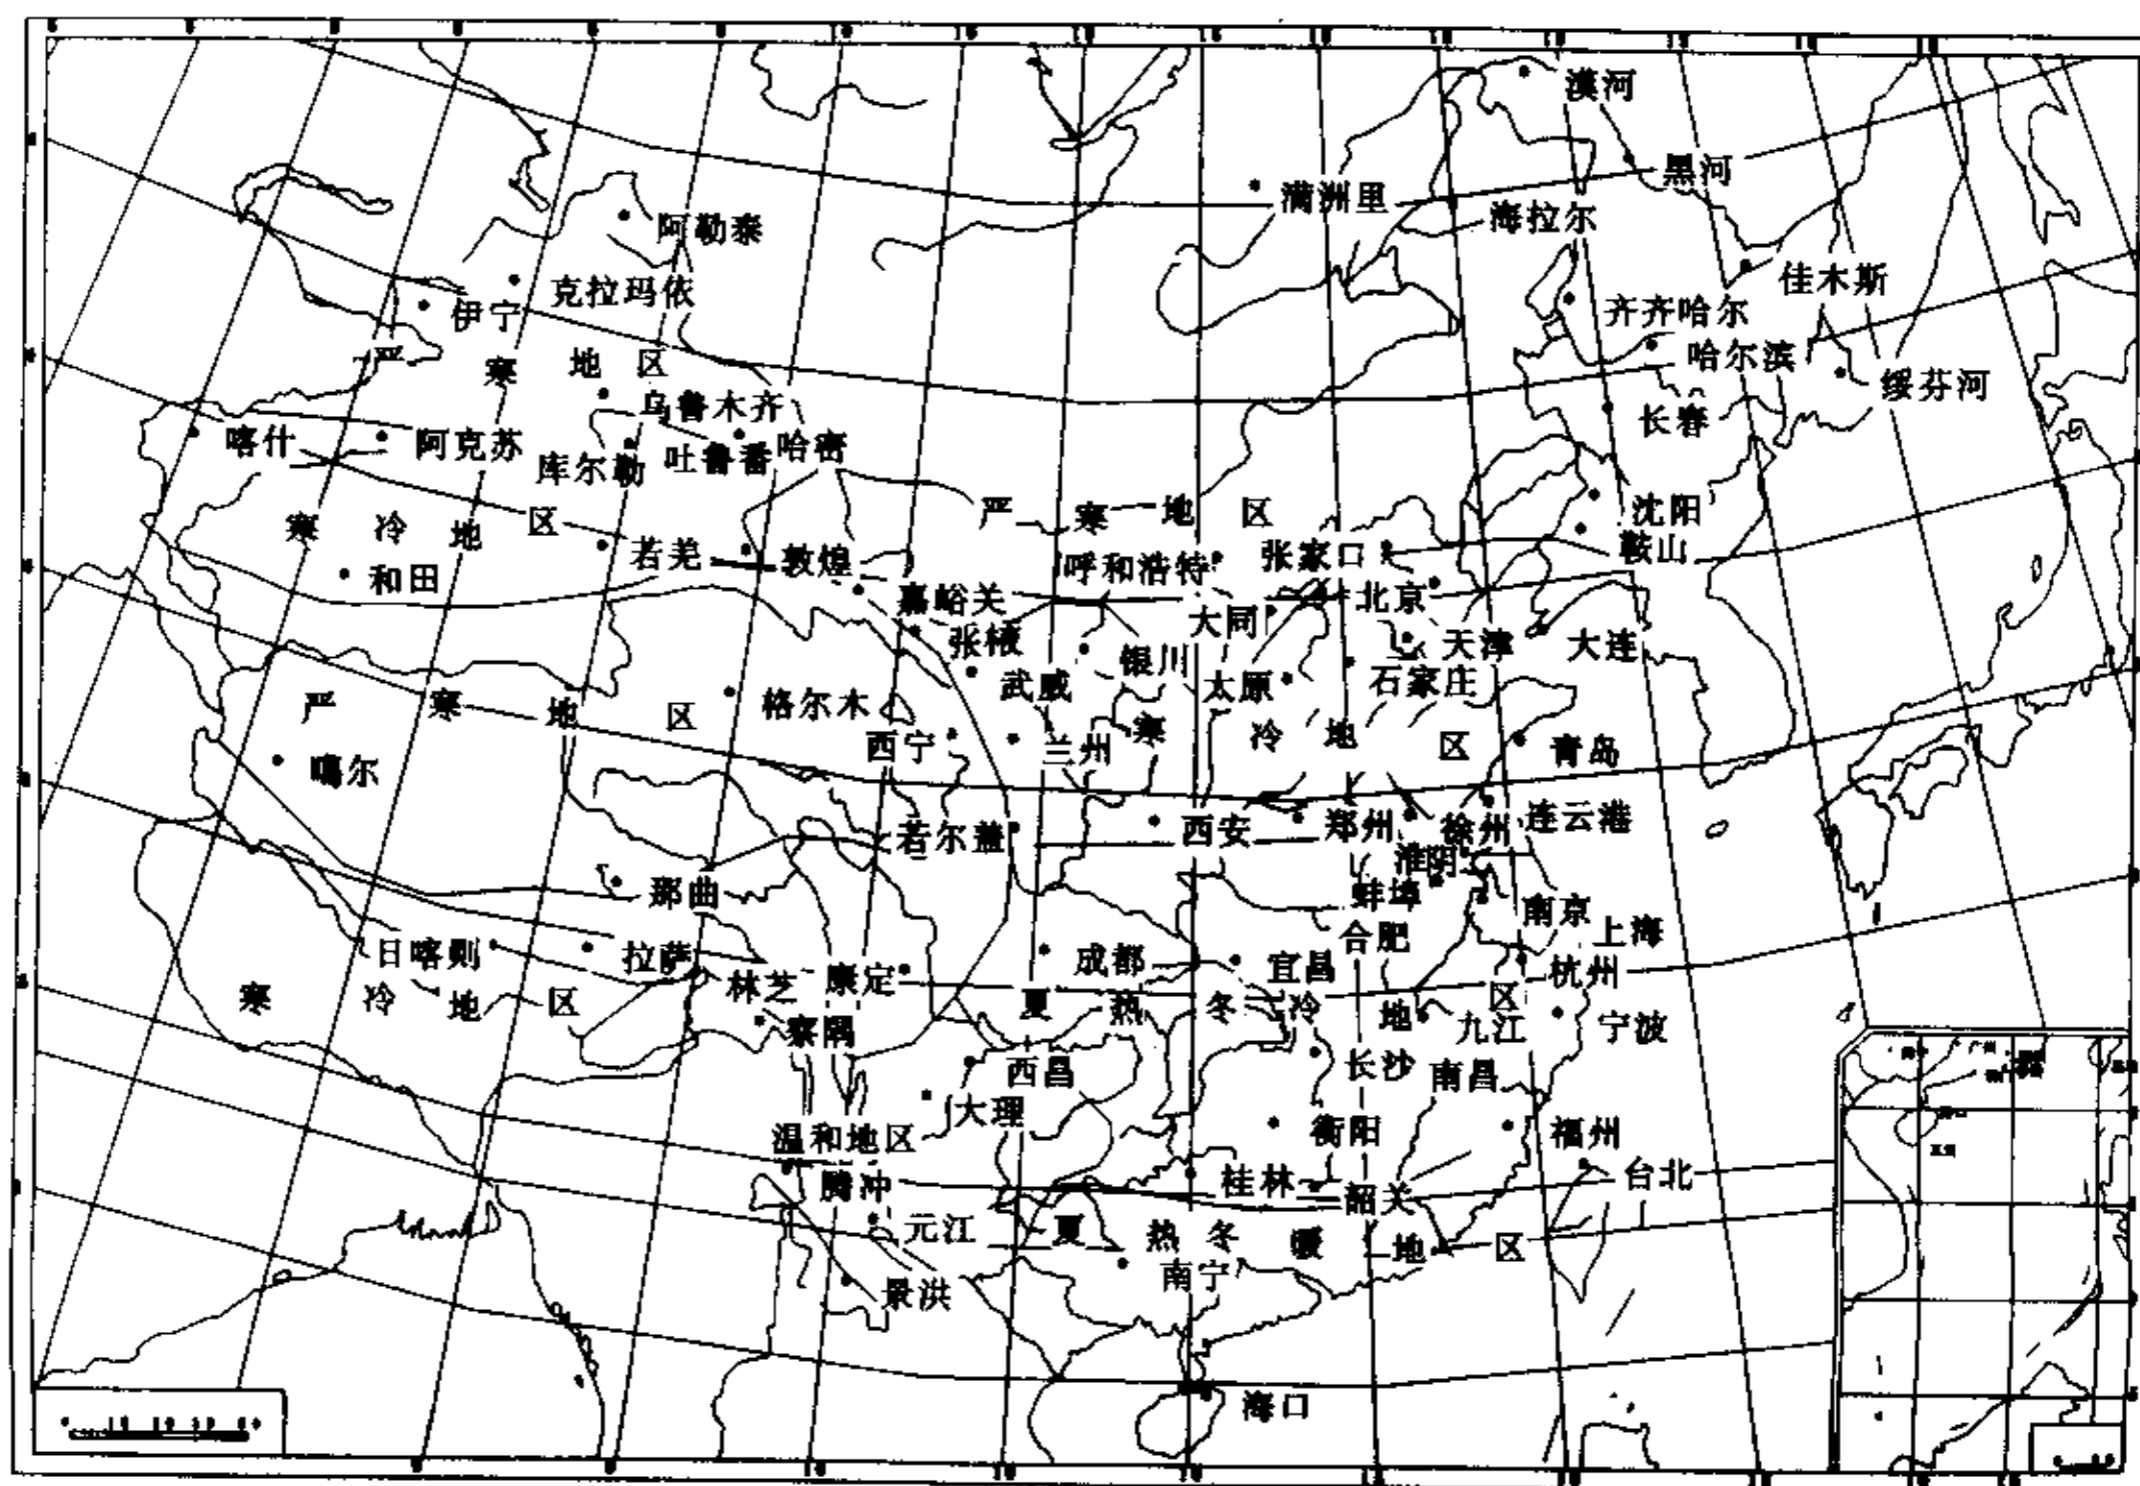 漠河
黑河
满洲里
海拉尔
阿勒泰
佳木斯
克拉玛依
伊宁
齐齐哈尔
哈尔滨
严寒地区
绥芬河
乌鲁木齐
长春
喀什
阿克苏
库尔勒
吐鲁番
哈密
严寒地区
沈阳
寒冷地区
若羌
敦煌
呼和浩特
张家口
鞍山
和田
嘉峪关
北京
大同
张掖
银川
天津
大连
武威
太原
石家庄
严寒地区
格尔木
西宁
兰州
寒冷地区
青岛
噶尔
若尔盖
西安
郑州
徐州
连云港
淮阴
那曲
蚌埠
南京
合肥
上海
日喀则
拉萨
林芝
康定
成都
宜昌
杭州
寒冷地区
夏热冬冷地区
察隅
九江
宁波
西昌
长沙
南昌
大理
温和地区
衡阳
福州
腾冲
桂林
韶关
台北
元江
夏热冬暖地区
南宁
景洪
海口